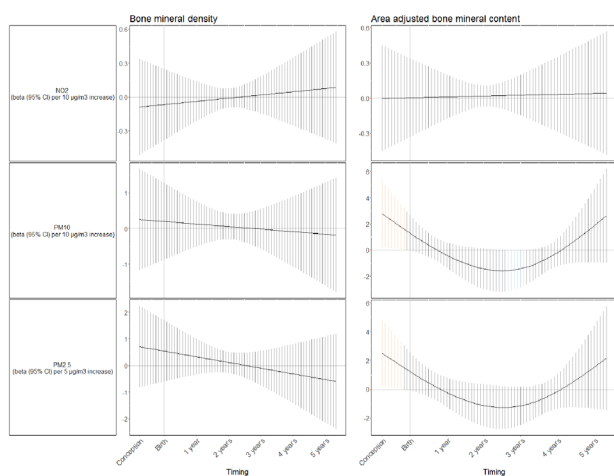 Bone mineral density
Area adjusted bone mineral content
NO2
(beta (95% CI) per 10 µg/m3 increase)
0.6
0.3
0.0
-0.3
0.6
0.3
0.0
-0.3
PM10
(beta (95% CI) per 10 µg/m3 increase)
1
0
-1
6
4
2
0
-2
PM2.5
(beta (95% CI) per 5 µg/m3 increase)
2
1
0
-1
-2
6
4
2
0
-2
Conception
Birth
1 year
2 years
3 years
4 years
5 years
Conception
Birth
1 year
2 years
3 years
4 years
5 years
Timing
Timing